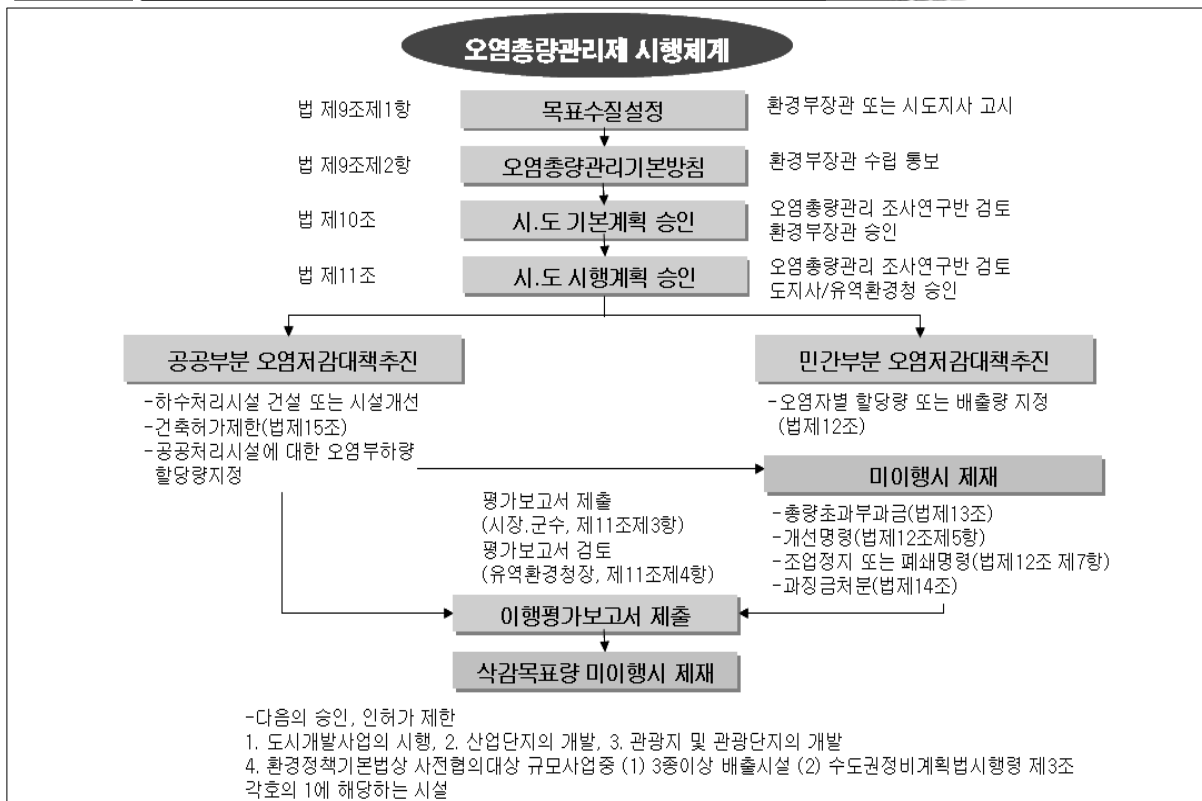 오염총량관리제 시행체계
법 제9조제1항
목표수질설정
환경부장관 또는 시도지사 고시
법 제9조제2항
오염총량관리기본방침
환경부장관 수립 통보
법 제10조
시.도 기본계획 승인
오염총량관리 조사연구반 검토
환경부장관 승인
법 제11조
시.도 시행계획 승인
오염총량관리 조사연구반 검토
도지사/유역환경청 승인
공공부분 오염저감대책추진
-하수처리시설 건설 또는 시설개선
-건축허가제한(법제15조)
-공공처리시설에 대한 오염부하량
할당량지정
민간부분 오염저감대책추진
-오염자별 할당량 또는 배출량 지정
(법제12조)
미이행시 제재
-총량초과부과금(법제13조)
-개선명령(법제12조제5항)
-조업정지 또는 폐쇄명령(법제12조 제7항)
-과징금처분(법제14조)
평가보고서 제출
(시장.군수, 제11조제3항)
평가보고서 검토
(유역환경청장, 제11조제4항)
이행평가보고서 제출
삭감목표량 미이행시 제재
-다음의 승인, 인허가 제한
1. 도시개발사업의 시행, 2. 산업단지의 개발, 3. 관광지 및 관광단지의 개발
4. 환경정책기본법상 사전협의대상 규모사업중 (1) 3종이상 배출시설 (2) 수도권정비계획법시행령 제3조
각호의 1에 해당하는 시설